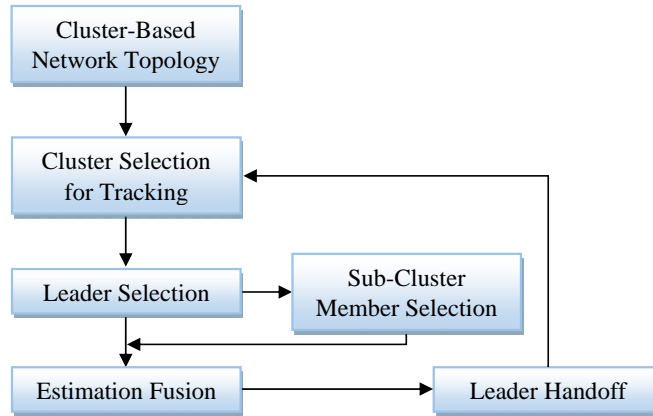 Cluster-Based
Network Topology
Cluster Selection
for Tracking
Leader Selection
Sub-Cluster
Member Selection
Estimation Fusion
Leader Handoff